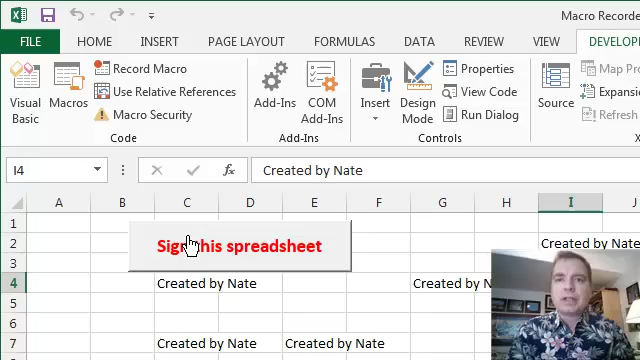 Macro Recorde
FILE HOME INSERT PAGE LAYOUT FORMULAS DATA REVIEW VIEW DEVELOP
Visual Basic
Macros
Record Macro
Use Relative References
Macro Security
Code
Add-Ins
COM Add-Ins
Add-Ins
Insert
Design Mode
Properties
View Code
Run Dialog
Controls
Source
Map Pro
Expansion
Refresh
I4 fx Created by Nate
A B C D E F G H I J
1
Sign this spreadsheet
2 Created by Nate
3
4 Created by Nate Created by N
5
6
7 Created by Nate Created by Nate